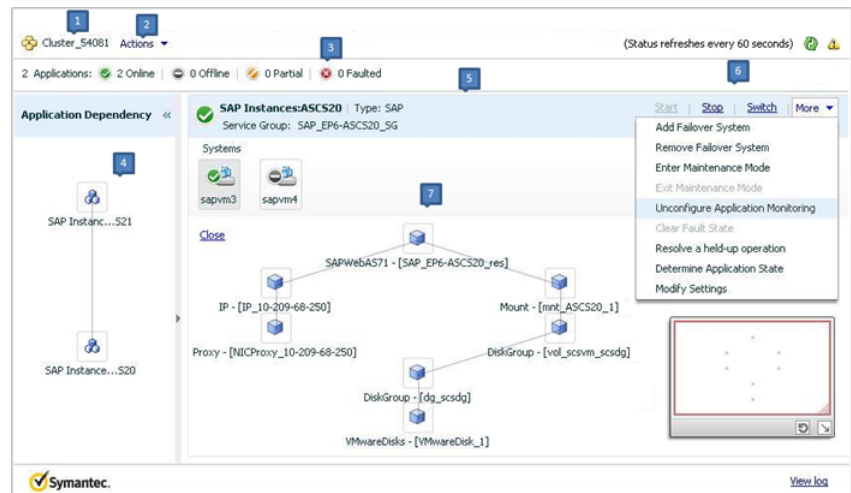 1
2
Cluster_54081 Actions
3
(Status refreshes every 60 seconds)
2 Applications: 2 Online | 0 Offline | 0 Partial | 0 Faulted
5
6
Application Dependency «
SAP Instances:ASCS20 | Type: SAP
Service Group: SAP_EP6-ASCS20_SG
Start | Stop | Switch | More
Add Failover System
Remove Failover System
Enter Maintenance Mode
Exit Maintenance Mode
Unconfigure Application Monitoring
Clear Fault State
Resolve a held-up operation
Determine Application State
Modify Settings
4
SAP Instanc...S21
SAP Instance...S20
Systems
sapvm3
sapvm4
7
Close
SAPWebAS71 - [SAP_EP6-ASCS20_res]
IP - [IP_10-209-68-250]
Mount - [mnt_ASCS20_1]
Proxy - [NICProxy_10-209-68-250]
DiskGroup - [vol_scsvm_scsdg]
DiskGroup - [dg_scsdg]
VMwareDisks - [VMwareDisk_1]
Symantec.
View log